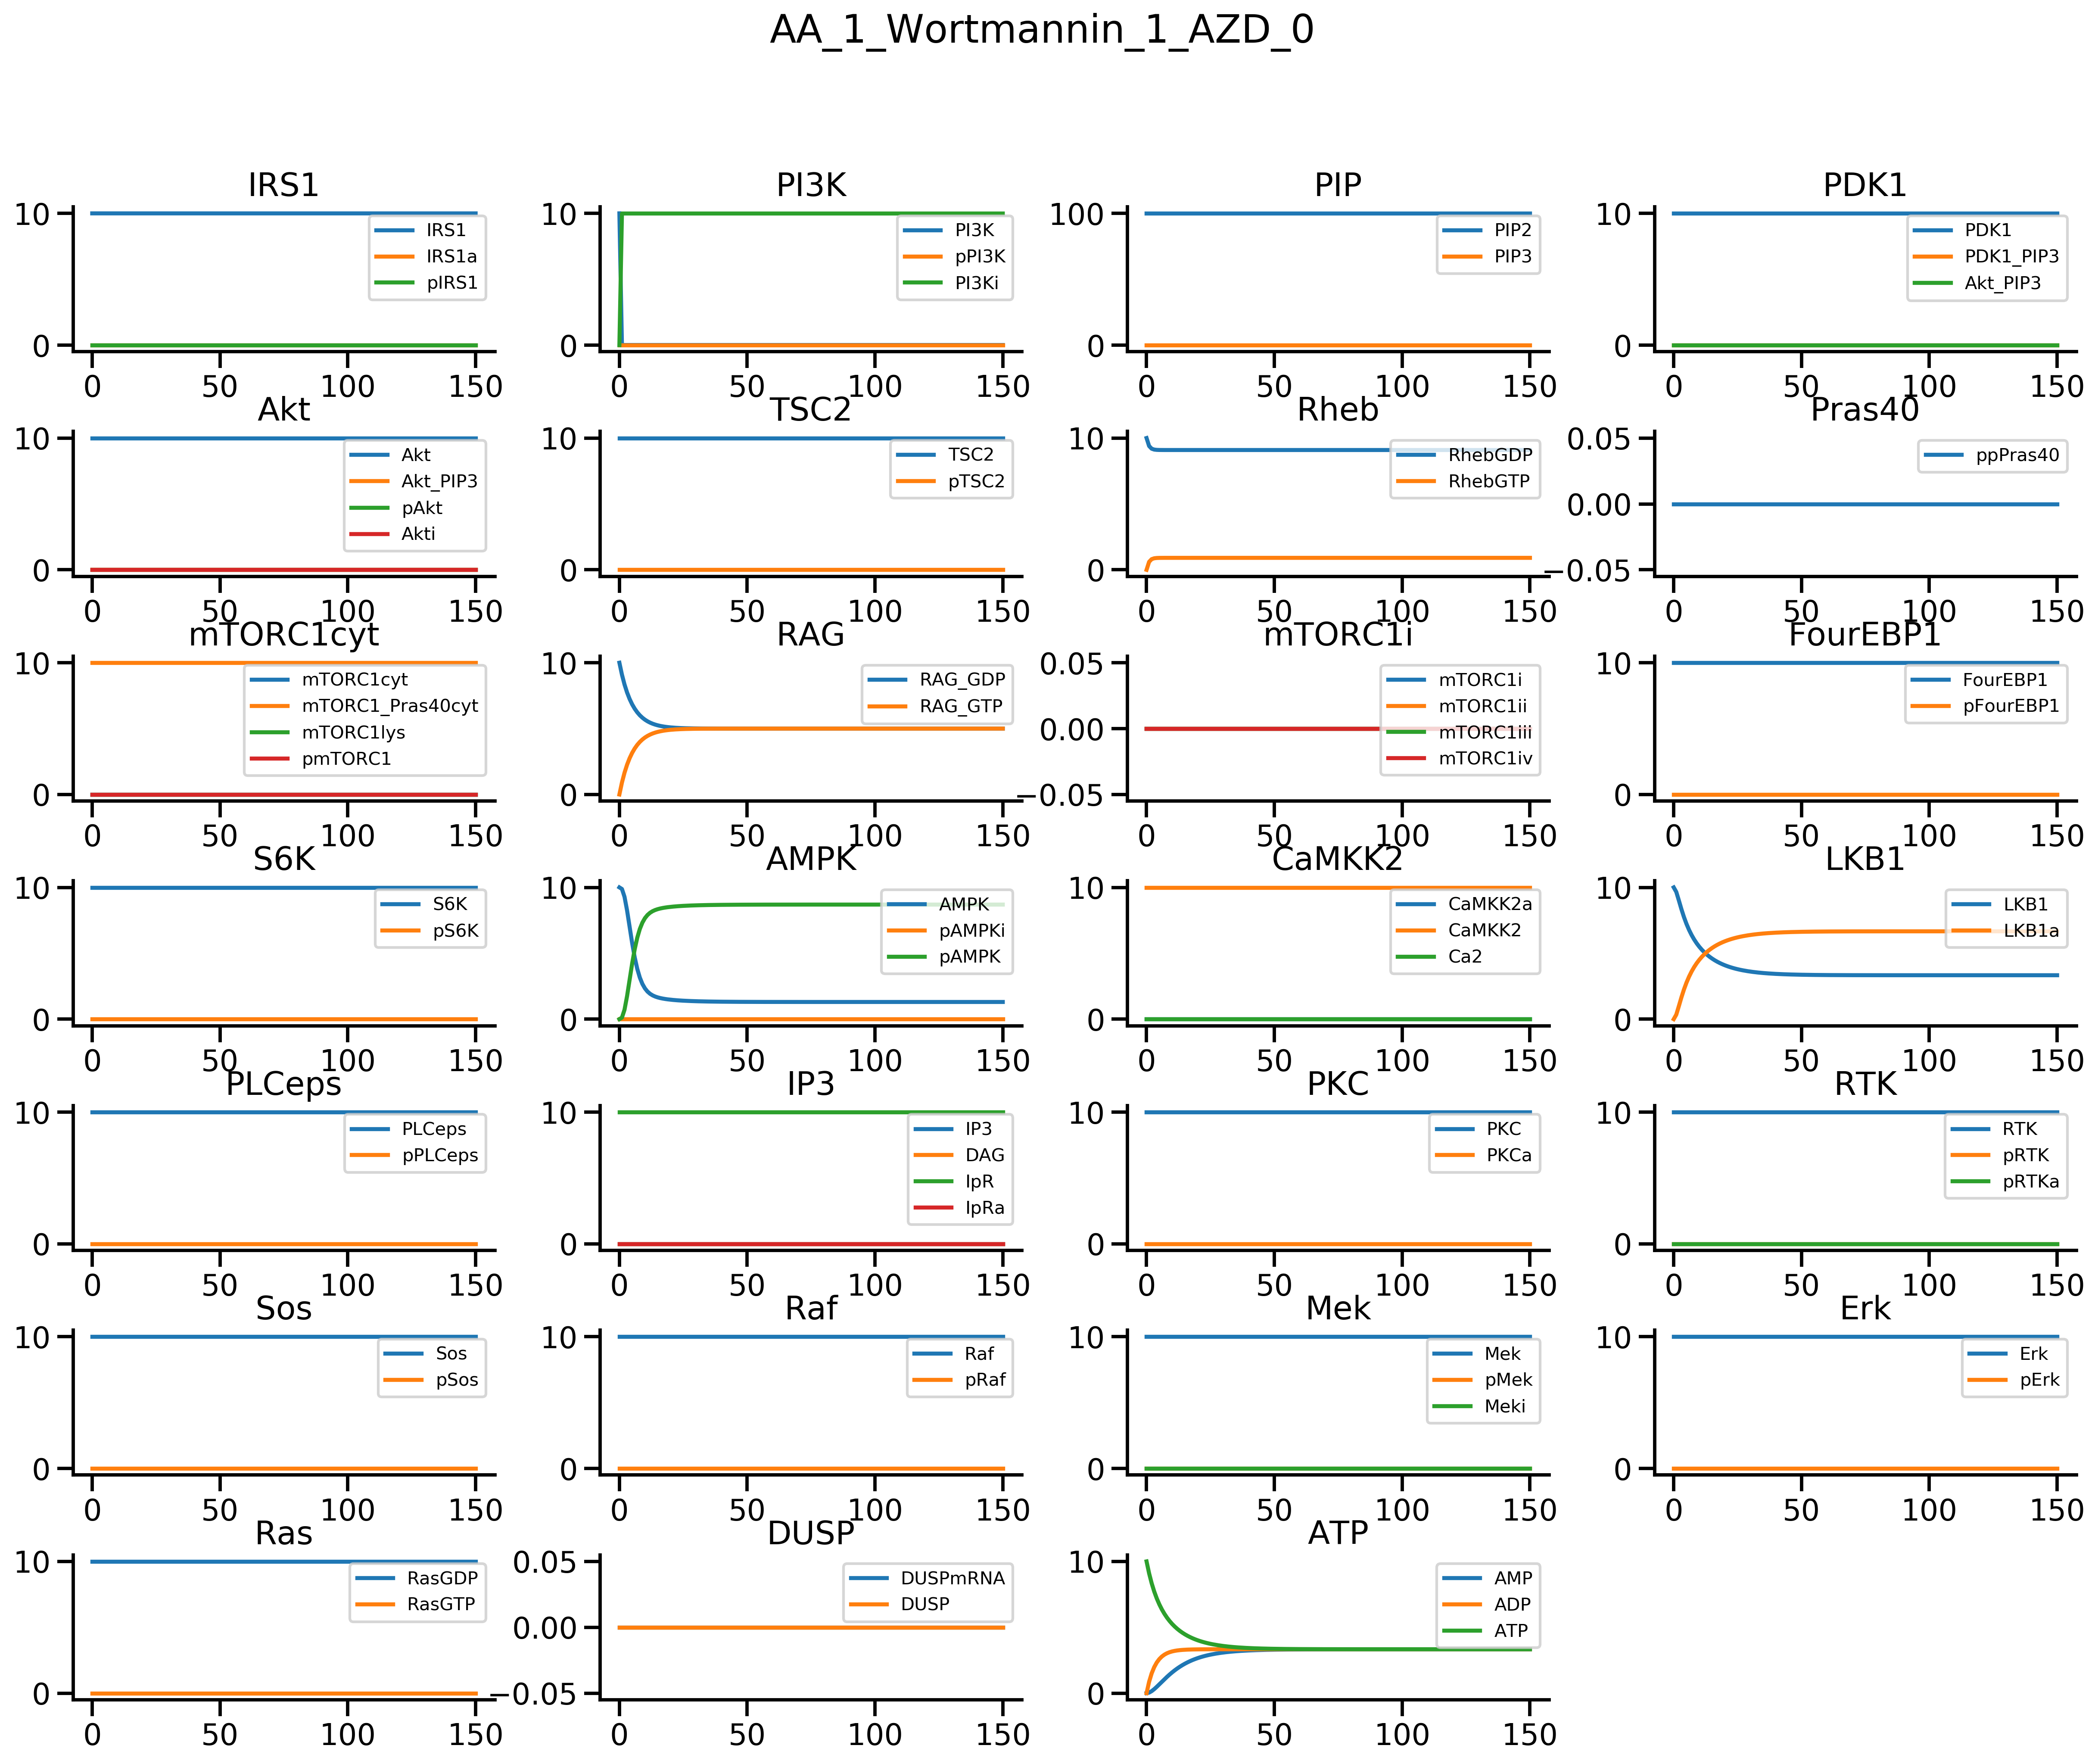 AA_1_Wortmannin_1_AZD_0
IRS1
10
0
0 50 100 150
IRS1
IRS1a
pIRS1
PI3K
10
0
0 50 100 150
PI3K
pPI3K
PI3Ki
PIP
100
0
0 50 100 150
PIP2
PIP3
PDK1
10
0
0 50 100 150
PDK1
PDK1_PIP3
Akt_PIP3
Akt
10
0
0 50 100 150
Akt
Akt_PIP3
pAkt
Akti
TSC2
10
0
0 50 100 150
TSC2
pTSC2
Rheb
10
0
0 50 100 150
RhebGDP
RhebGTP
Pras40
0.05
0.00
−0.05
0 50 100 150
ppPras40
mTORC1cyt
10
0
0 50 100 150
mTORC1cyt
mTORC1_Pras40cyt
mTORC1lys
pmTORC1
RAG
10
0
0 50 100 150
RAG_GDP
RAG_GTP
mTORC1i
0.05
0.00
−0.05
0 50 100 150
mTORC1i
mTORC1ii
mTORC1iii
mTORC1iv
FourEBP1
10
0
0 50 100 150
FourEBP1
pFourEBP1
S6K
10
0
0 50 100 150
S6K
pS6K
AMPK
10
0
0 50 100 150
AMPK
pAMPKi
pAMPK
CaMKK2
10
0
0 50 100 150
CaMKK2a
CaMKK2
Ca2
LKB1
10
0
0 50 100 150
LKB1
LKB1a
PLCeps
10
0
0 50 100 150
PLCeps
pPLCeps
IP3
10
0
0 50 100 150
IP3
DAG
IpR
IpRa
PKC
10
0
0 50 100 150
PKC
PKCa
RTK
10
0
0 50 100 150
RTK
pRTK
pRTKa
Sos
10
0
0 50 100 150
Sos
pSos
Raf
10
0
0 50 100 150
Raf
pRaf
Mek
10
0
0 50 100 150
Mek
pMek
Meki
Erk
10
0
0 50 100 150
Erk
pErk
Ras
10
0
0 50 100 150
RasGDP
RasGTP
DUSP
0.05
0.00
−0.05
0 50 100 150
DUSPmRNA
DUSP
ATP
10
0
0 50 100 150
AMP
ADP
ATP